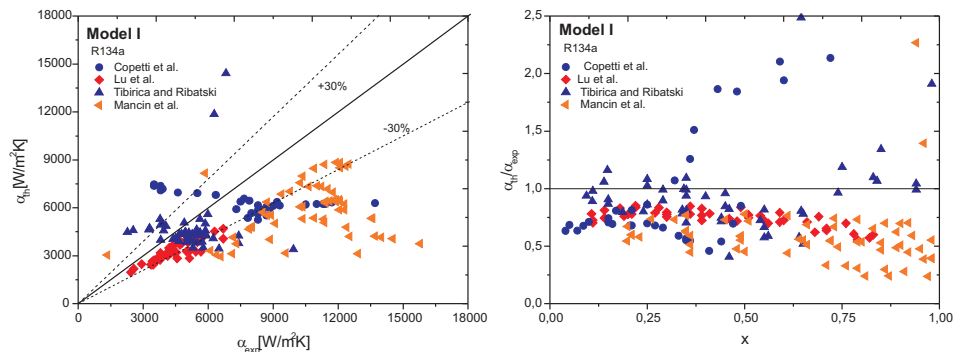 Model I
R134a
Copetti et al.
Lu et al.
Tibirica and Ribatski
Mancin et al.
+30%
-30%
18000
15000
12000
9000
6000
3000
0
α_th[W/m²K]
0 3000 6000 9000 12000 15000 18000
α_exp[W/m²K]
Model I
R134a
Copetti et al.
Lu et al.
Tibirica and Ribatski
Mancin et al.
2,5
2,0
1,5
1,0
0,5
0,0
α_th/α_exp
0,00 0,25 0,50 0,75 1,00
x